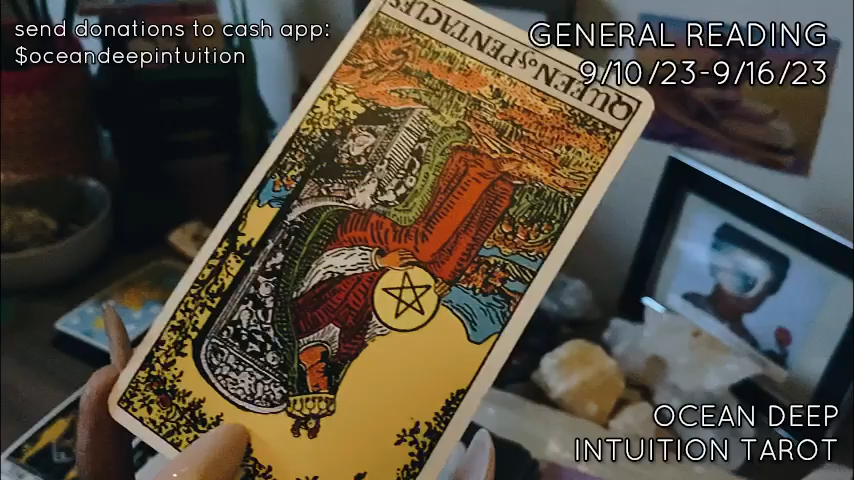 send donations to cash app:
$oceandeepintuition
GENERAL READING
9/10/23-9/16/23
QUEEN of PENTACLES
OCEAN DEEP
INTUITION TAROT